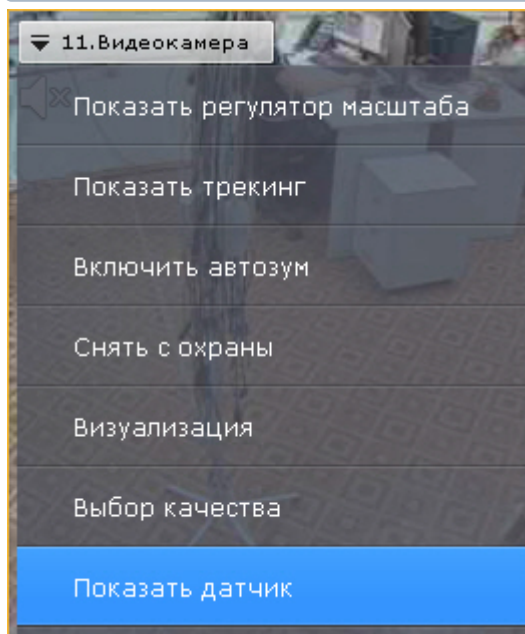 11.Видеокамера
Показать регулятор масштаба
Показать трекинг
Включить автозум
Снять с охраны
Визуализация
Выбор качества
Показать датчик